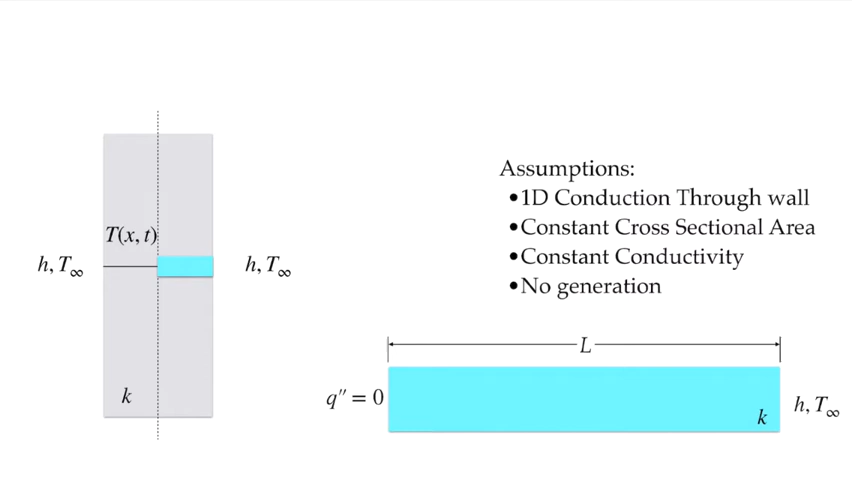 Assumptions:
•1D Conduction Through wall
•Constant Cross Sectional Area
•Constant Conductivity
•No generation
T(x, t)
h, T∞
h, T∞
k
L
q″ = 0
k
h, T∞